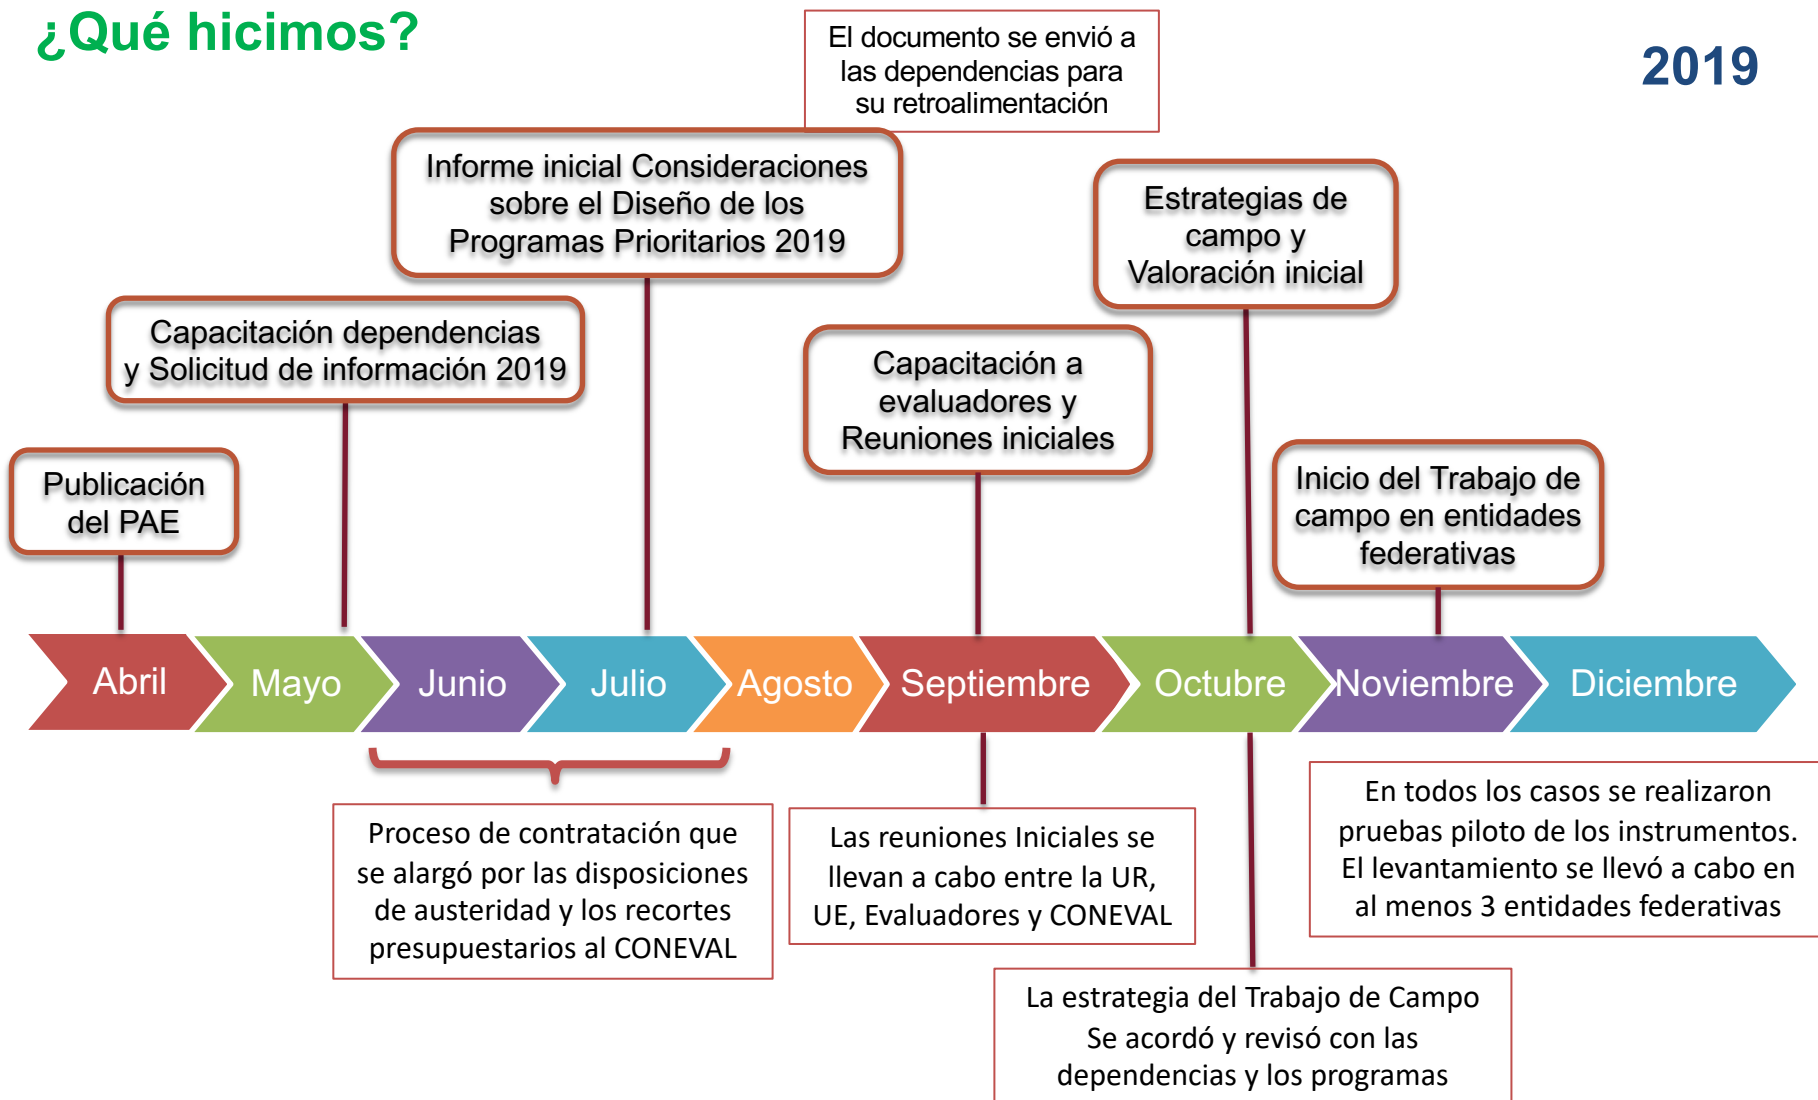 ¿Qué hicimos?
El documento se envió a
las dependencias para
su retroalimentación
2019
Informe inicial Consideraciones
sobre el Diseño de los
Programas Prioritarios 2019
Estrategias de
campo y
Valoración inicial
Capacitación dependencias
y Solicitud de información 2019
Capacitación a
evaluadores y
Reuniones iniciales
Publicación
del PAE
Inicio del Trabajo de
campo en entidades
federativas
Abril
Mayo
Junio
Julio
Agosto
Septiembre
Octubre
Noviembre
Diciembre
Proceso de contratación que
se alargó por las disposiciones
de austeridad y los recortes
presupuestarios al CONEVAL
Las reuniones Iniciales se
llevan a cabo entre la UR,
UE, Evaluadores y CONEVAL
En todos los casos se realizaron
pruebas piloto de los instrumentos.
El levantamiento se llevó a cabo en
al menos 3 entidades federativas
La estrategia del Trabajo de Campo
Se acordó y revisó con las
dependencias y los programas